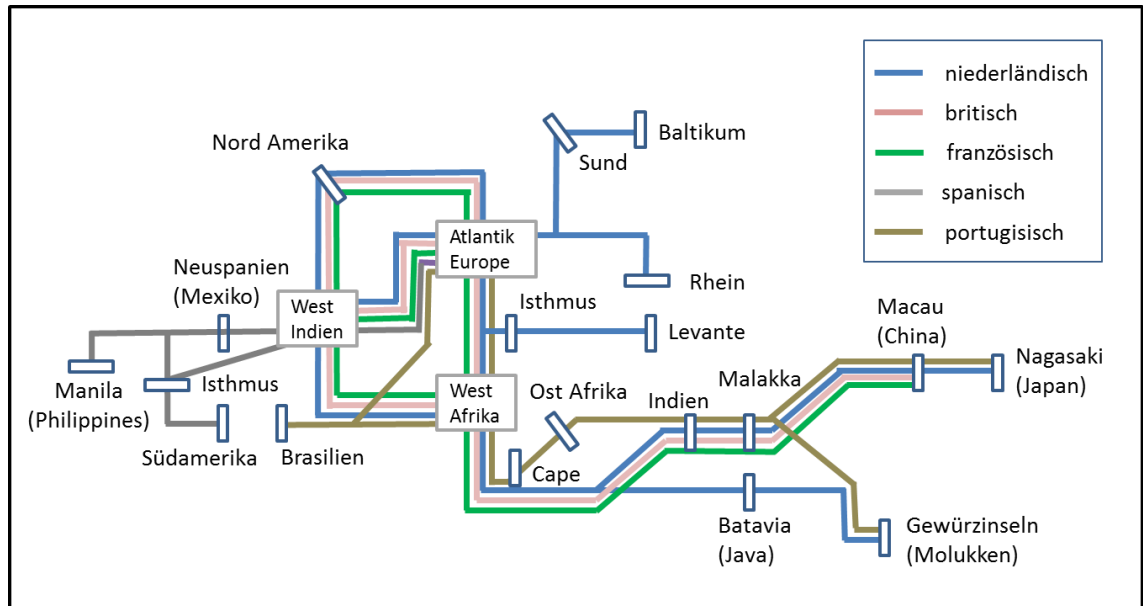 niederländisch
britisch
französisch
spanisch
portugisisch
Nord Amerika
Baltikum
Sund
Atlantik
Europe
Neuspanien
(Mexiko)
West
Indien
Rhein
Isthmus
Levante
Macau
(China)
Manila
(Philippines)
Isthmus
West
Afrika
Ost Afrika
Indien
Malakka
Nagasaki
(Japan)
Südamerika
Brasilien
Cape
Batavia
(Java)
Gewürzinseln
(Molukken)